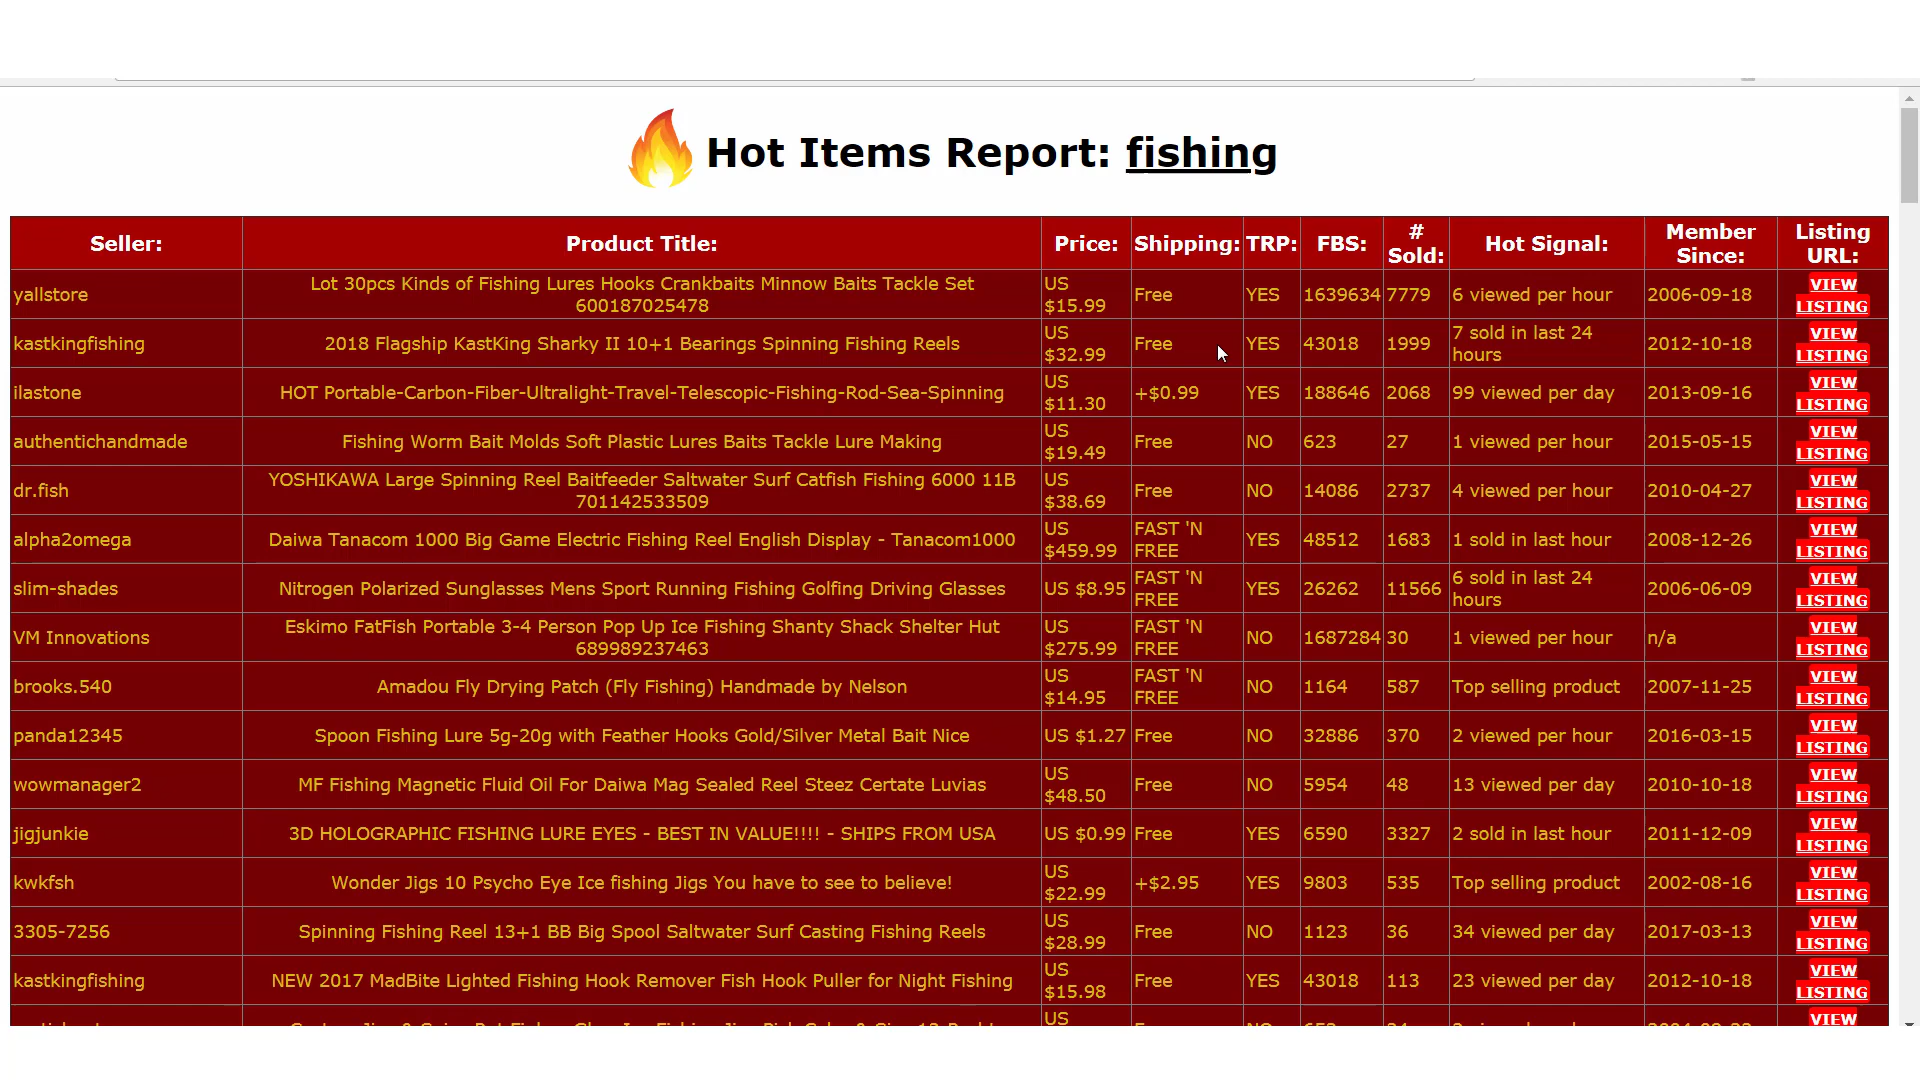 Hot Items Report: fishing
Seller: Product Title: Price: Shipping: TRP: FBS: # Sold: Hot Signal: Member Since: Listing URL:
yallstore Lot 30pcs Kinds of Fishing Lures Hooks Crankbaits Minnow Baits Tackle Set 600187025478 US $15.99 Free YES 1639634 7779 6 viewed per hour 2006-09-18 VIEW LISTING
kastkingfishing 2018 Flagship KastKing Sharky II 10+1 Bearings Spinning Fishing Reels US $32.99 Free YES 43018 1999 7 sold in last 24 hours 2012-10-18 VIEW LISTING
ilastone HOT Portable-Carbon-Fiber-Ultralight-Travel-Telescopic-Fishing-Rod-Sea-Spinning US $11.30 +$0.99 YES 188646 2068 99 viewed per day 2013-09-16 VIEW LISTING
authentichandmade Fishing Worm Bait Molds Soft Plastic Lures Baits Tackle Lure Making US $19.49 Free NO 623 27 1 viewed per hour 2015-05-15 VIEW LISTING
dr.fish YOSHIKAWA Large Spinning Reel Baitfeeder Saltwater Surf Catfish Fishing 6000 11B 701142533509 US $38.69 Free NO 14086 2737 4 viewed per hour 2010-04-27 VIEW LISTING
alpha2omega Daiwa Tanacom 1000 Big Game Electric Fishing Reel English Display - Tanacom1000 US $459.99 FAST 'N FREE YES 48512 1683 1 sold in last hour 2008-12-26 VIEW LISTING
slim-shades Nitrogen Polarized Sunglasses Mens Sport Running Fishing Golfing Driving Glasses US $8.95 FAST 'N FREE YES 26262 11566 6 sold in last 24 hours 2006-06-09 VIEW LISTING
VM Innovations Eskimo FatFish Portable 3-4 Person Pop Up Ice Fishing Shanty Shack Shelter Hut 689989237463 US $275.99 FAST 'N FREE NO 1687284 30 1 viewed per hour n/a VIEW LISTING
brooks.540 Amadou Fly Drying Patch (Fly Fishing) Handmade by Nelson US $14.95 FAST 'N FREE NO 1164 587 Top selling product 2007-11-25 VIEW LISTING
panda12345 Spoon Fishing Lure 5g-20g with Feather Hooks Gold/Silver Metal Bait Nice US $1.27 Free NO 32886 370 2 viewed per hour 2016-03-15 VIEW LISTING
wowmanager2 MF Fishing Magnetic Fluid Oil For Daiwa Mag Sealed Reel Steez Certate Luvias US $48.50 Free NO 5954 48 13 viewed per day 2010-10-18 VIEW LISTING
jigjunkie 3D HOLOGRAPHIC FISHING LURE EYES - BEST IN VALUE!!!! - SHIPS FROM USA US $0.99 Free YES 6590 3327 2 sold in last hour 2011-12-09 VIEW LISTING
kwkfsh Wonder Jigs 10 Psycho Eye Ice fishing Jigs You have to see to believe! US $22.99 +$2.95 YES 9803 535 Top selling product 2002-08-16 VIEW LISTING
3305-7256 Spinning Fishing Reel 13+1 BB Big Spool Saltwater Surf Casting Fishing Reels US $28.99 Free NO 1123 36 34 viewed per day 2017-03-13 VIEW LISTING
kastkingfishing NEW 2017 MadBite Lighted Fishing Hook Remover Fish Hook Puller for Night Fishing US $15.98 Free YES 43018 113 23 viewed per day 2012-10-18 VIEW LISTING
US VIEW